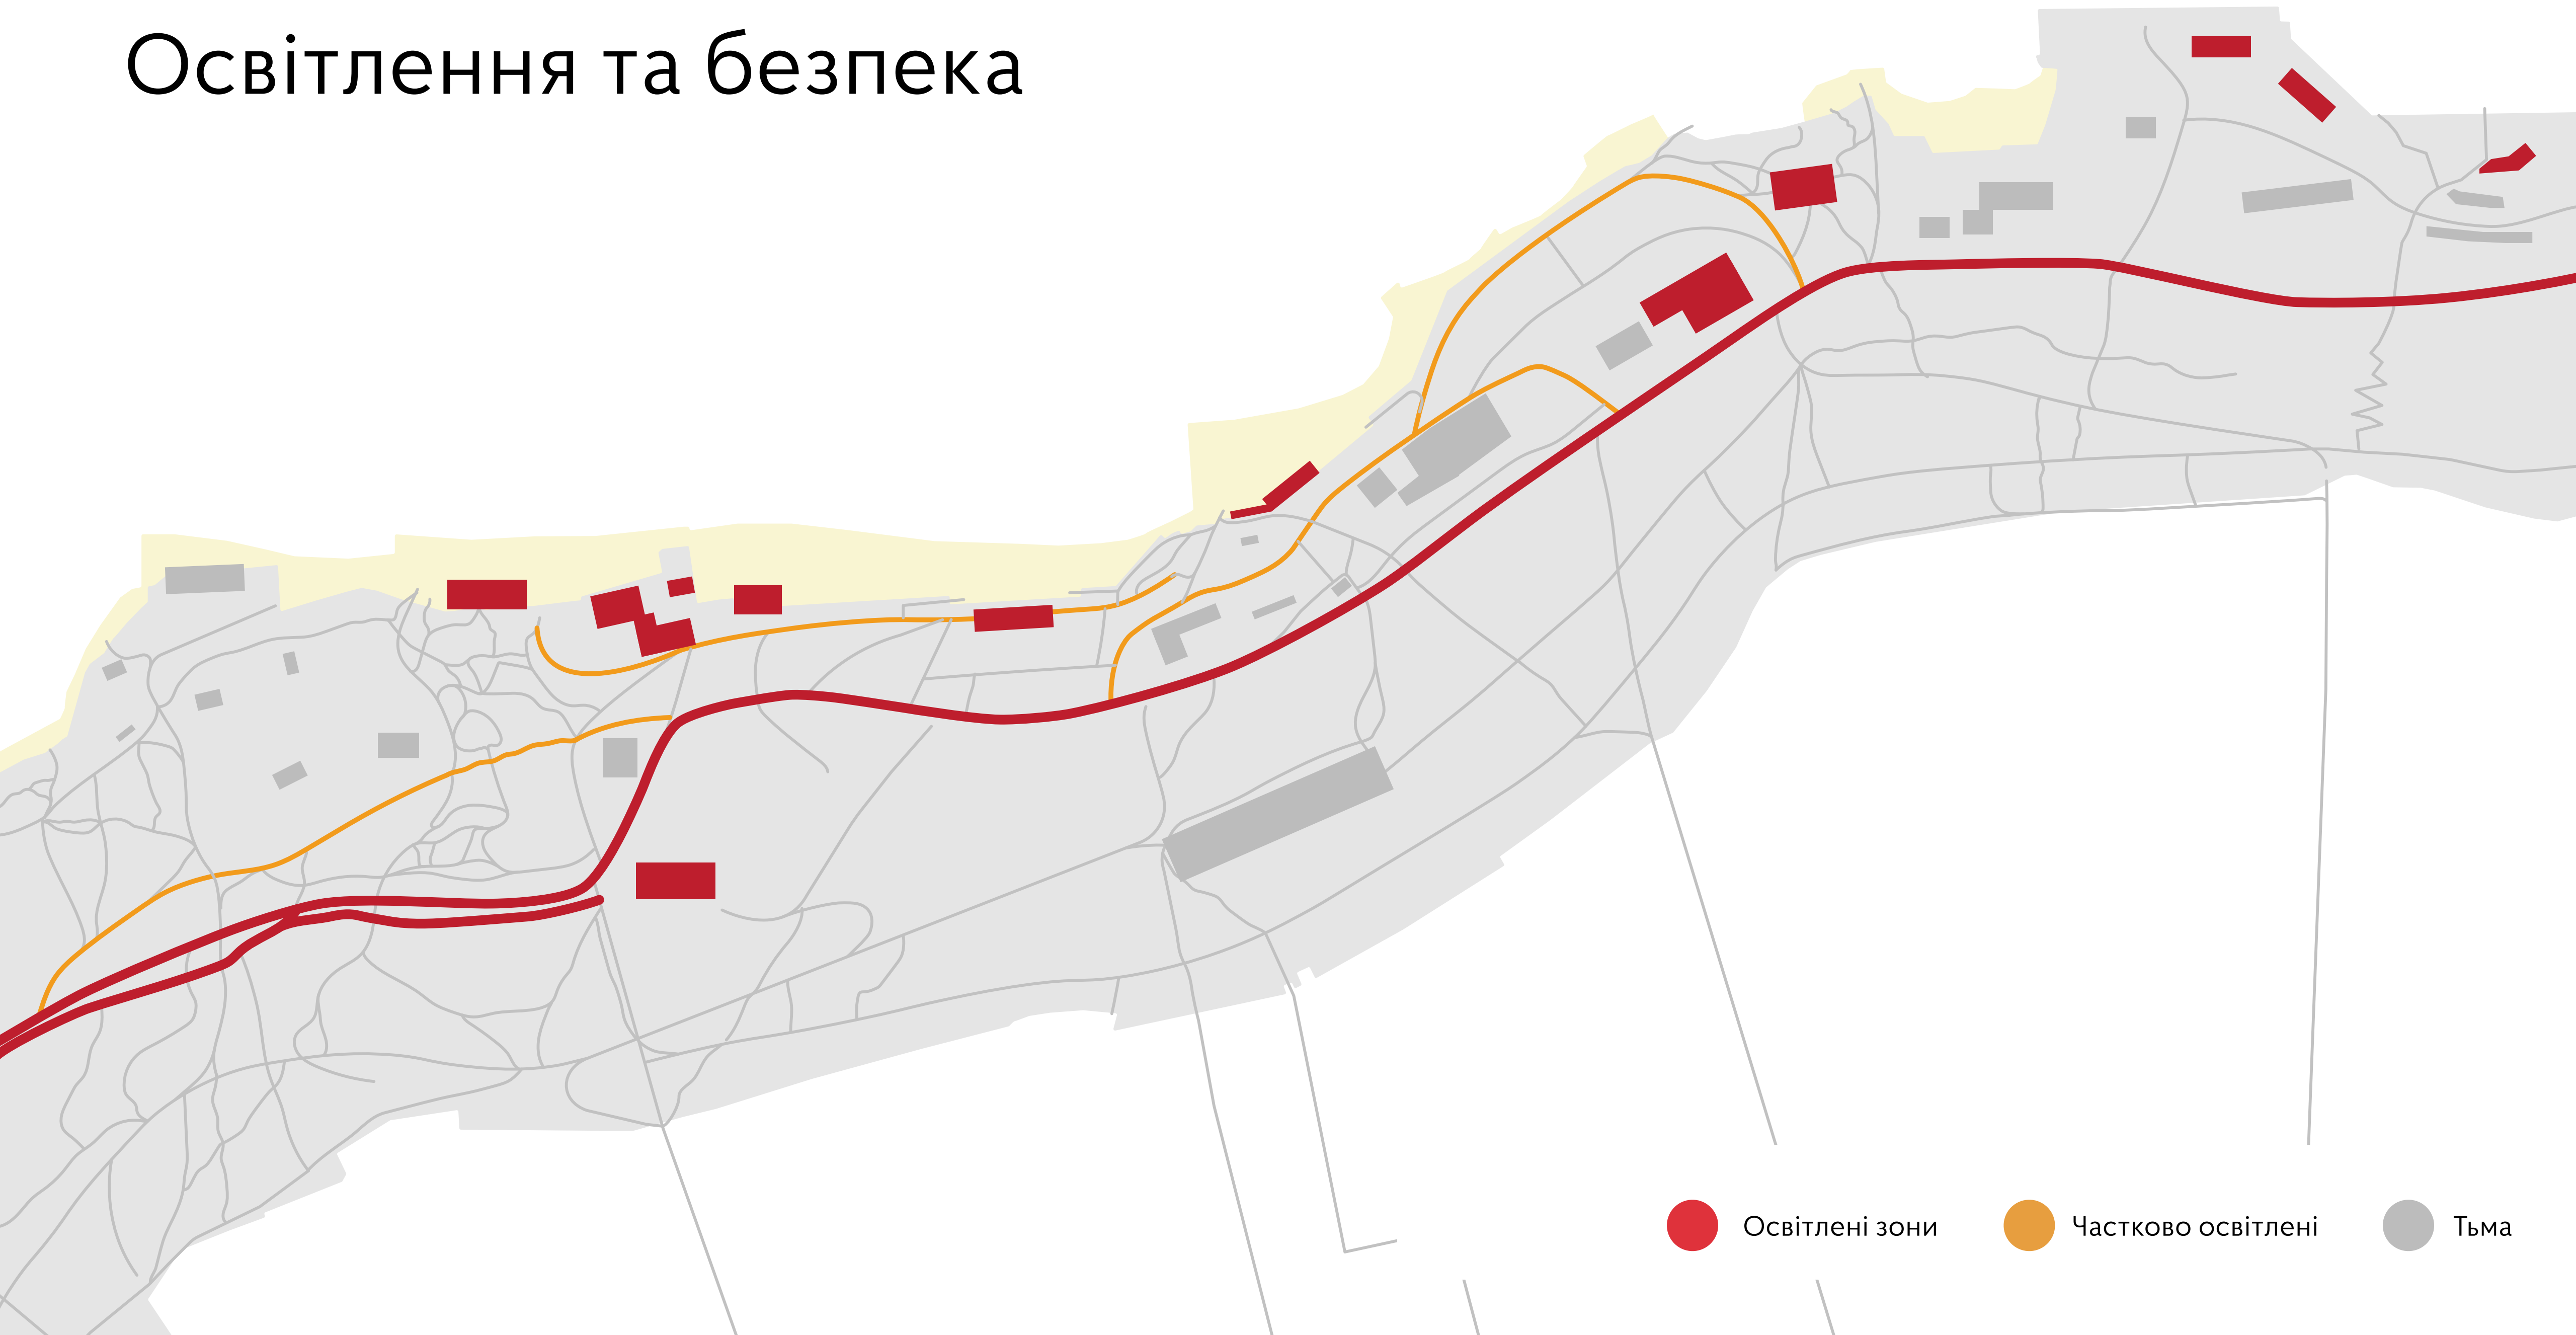 Освітлення та безпека
Освітлені зони
Частково освітлені
Тьма